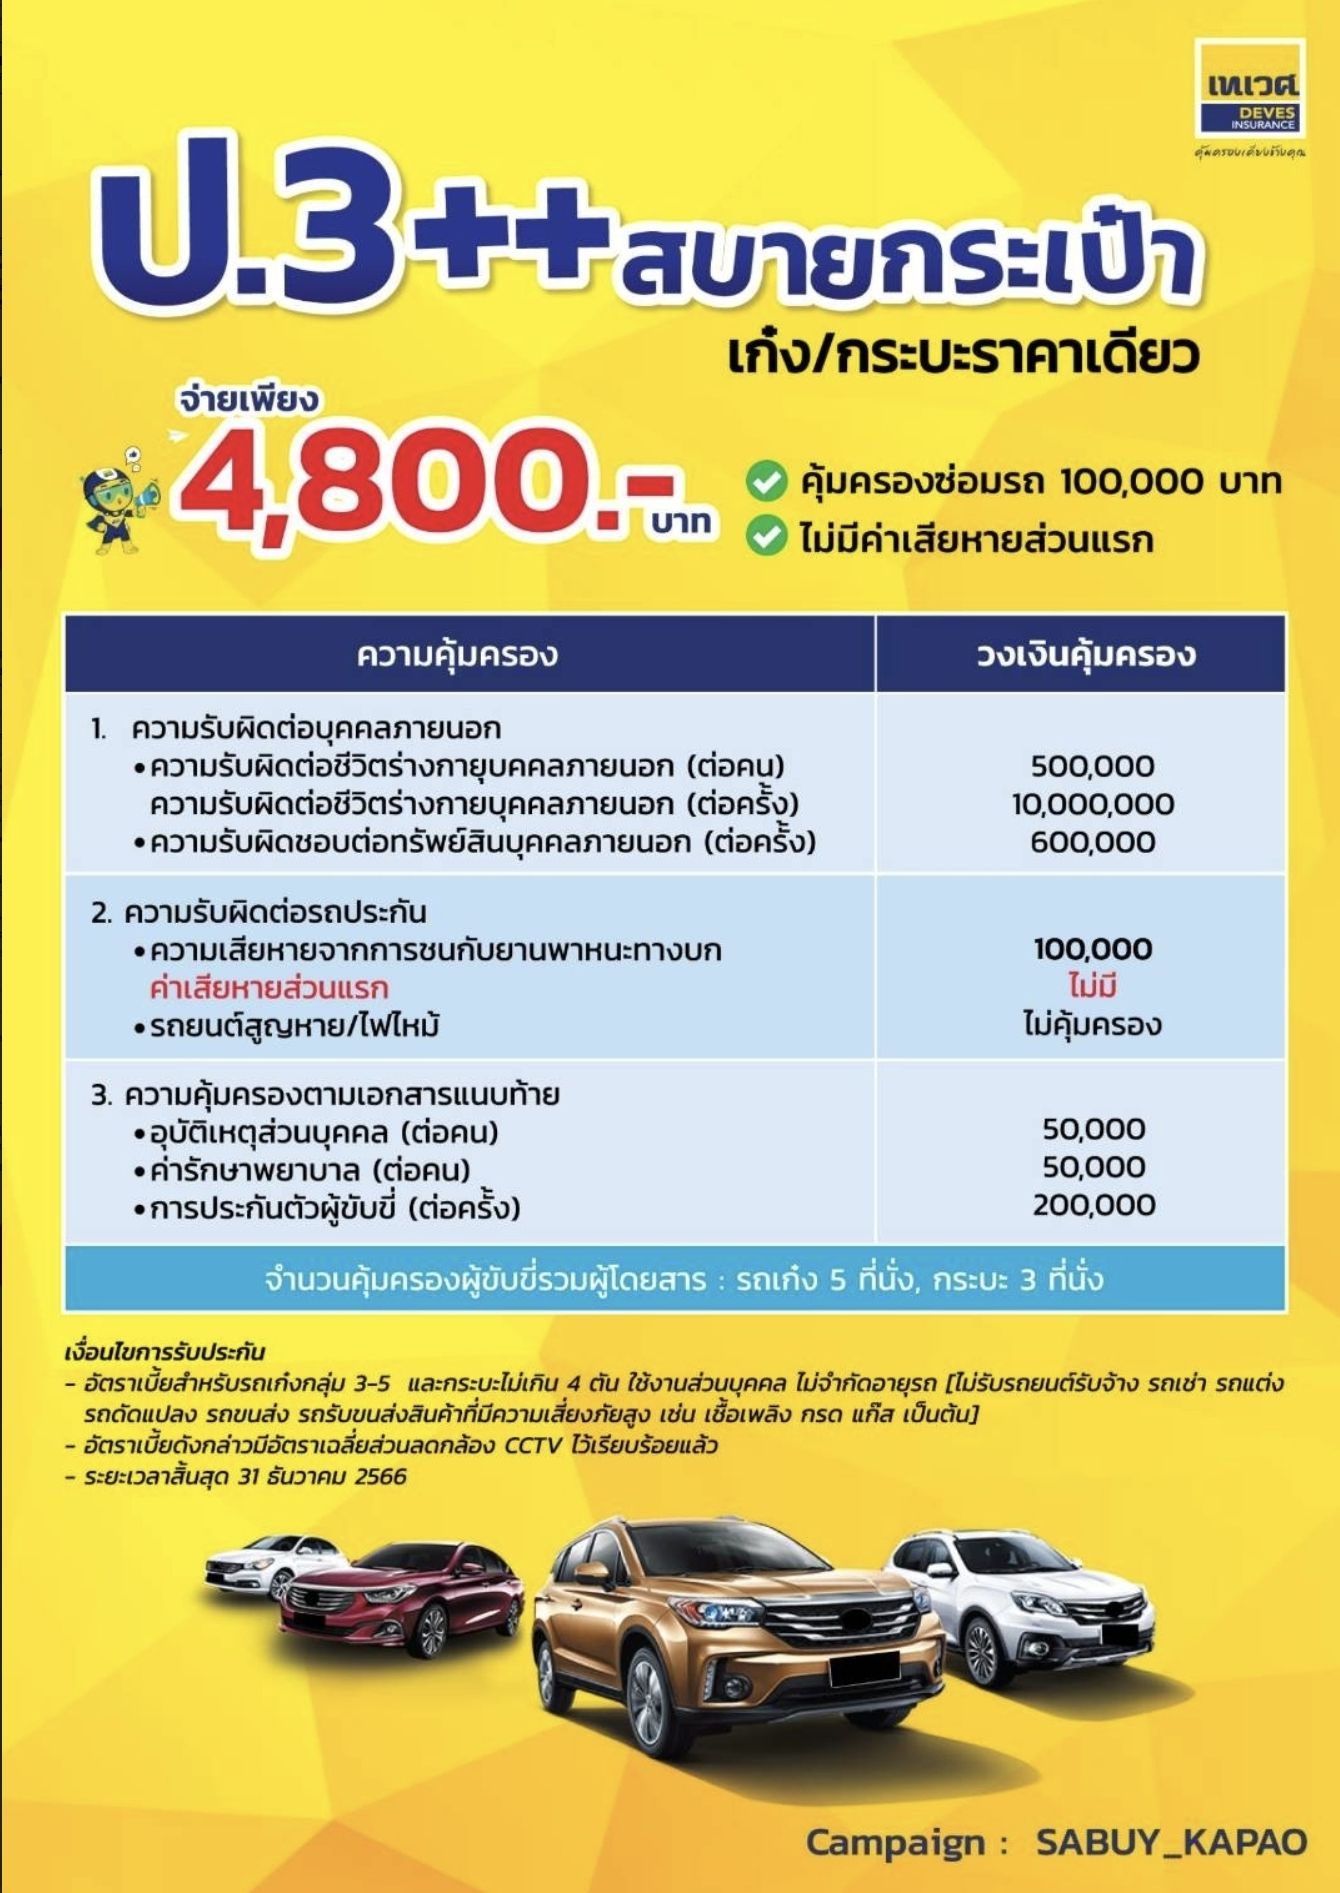 เทเวศ
DEVES
INSURANCE
คุ้มครองเคียงข้างคุณ
ป.3++สบายกระเป๋า
เก๋ง/กระบะราคาเดียว
จ่ายเพียง
4,800.- บาท
คุ้มครองซ่อมรถ 100,000 บาท
ไม่มีค่าเสียหายส่วนแรก
ความคุ้มครอง วงเงินคุ้มครอง
1. ความรับผิดต่อบุคคลภายนอก
•ความรับผิดต่อชีวิตร่างกายุบคคลภายนอก (ต่อคน) 500,000
ความรับผิดต่อชีวิตร่างกายบุคคลภายนอก (ต่อครั้ง) 10,000,000
•ความรับผิดชอบต่อทรัพย์สินบุคคลภายนอก (ต่อครั้ง) 600,000
2. ความรับผิดต่อรถประกัน
•ความเสียหายจากการชนกับยานพาหนะทางบก 100,000
ค่าเสียหายส่วนแรก ไม่มี
•รถยนต์สูญหาย/ไฟไหม้ ไม่คุ้มครอง
3. ความคุ้มครองตามเอกสารแนบท้าย
•อุบัติเหตุส่วนบุคคล (ต่อคน) 50,000
•ค่ารักษาพยาบาล (ต่อคน) 50,000
•การประกันตัวผู้ขับขี่ (ต่อครั้ง) 200,000
จำนวนคุ้มครองผู้ขับขี่รวมผู้โดยสาร : รถเก๋ง 5 ที่นั่ง, กระบะ 3 ที่นั่ง
เงื่อนไขการรับประกัน
- อัตราเบี้ยสำหรับรถเก๋งกลุ่ม 3-5 และกระบะไม่เกิน 4 ตัน ใช้งานส่วนบุคคล ไม่จำกัดอายุรถ [ไม่รับรถยนต์รับจ้าง รถเช่า รถแต่ง
รถดัดแปลง รถขนส่ง รถรับขนส่งสินค้าที่มีความเสี่ยงภัยสูง เช่น เชื้อเพลิง กรด แก๊ส เป็นต้น]
- อัตราเบี้ยดังกล่าวมีอัตราเฉลี่ยส่วนลดกล้อง CCTV ไว้เรียบร้อยแล้ว
- ระยะเวลาสิ้นสุด 31 ธันวาคม 2566
Campaign : SABUY_KAPAO